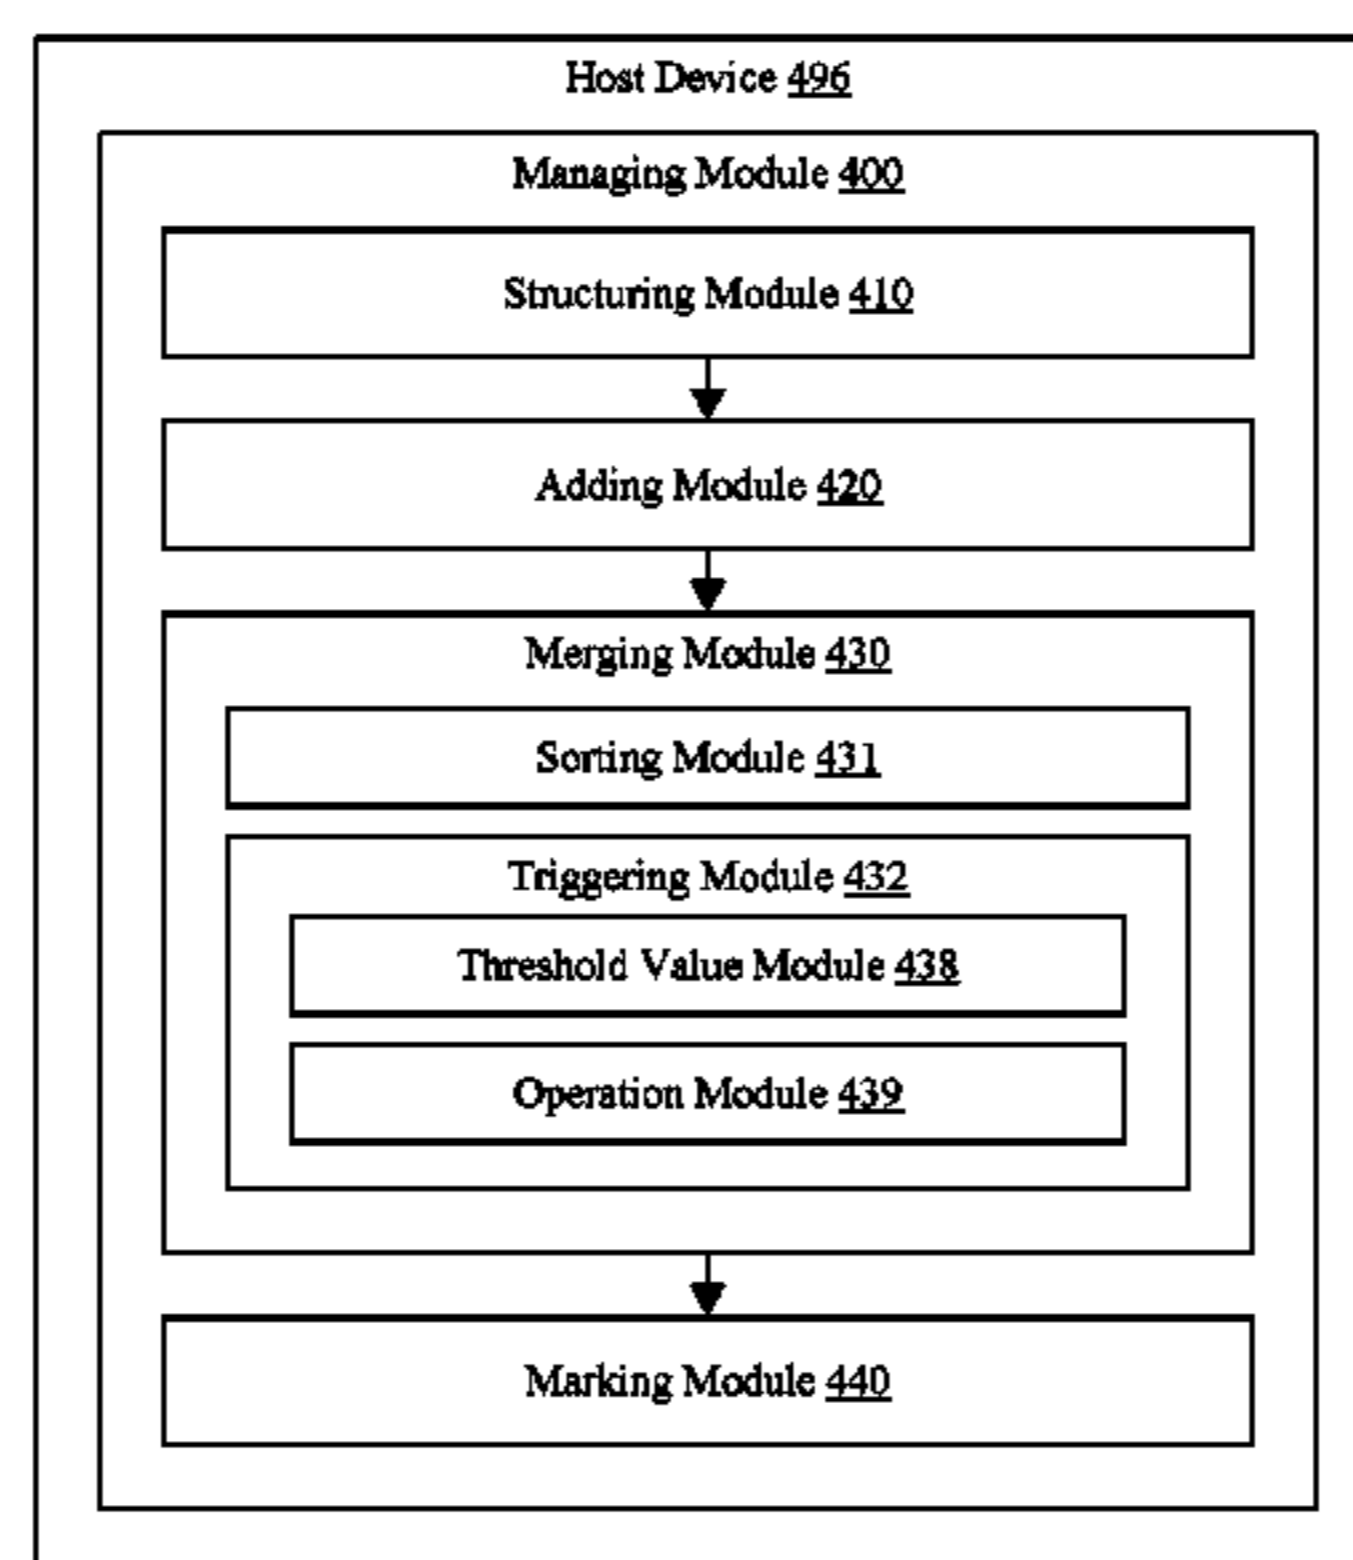 Host Device 496
Managing Module 400
Structuring Module 410
Adding Module 420
Merging Module 430
Sorting Module 431
Triggering Module 432
Threshold Value Module 438
Operation Module 439
Marking Module 440